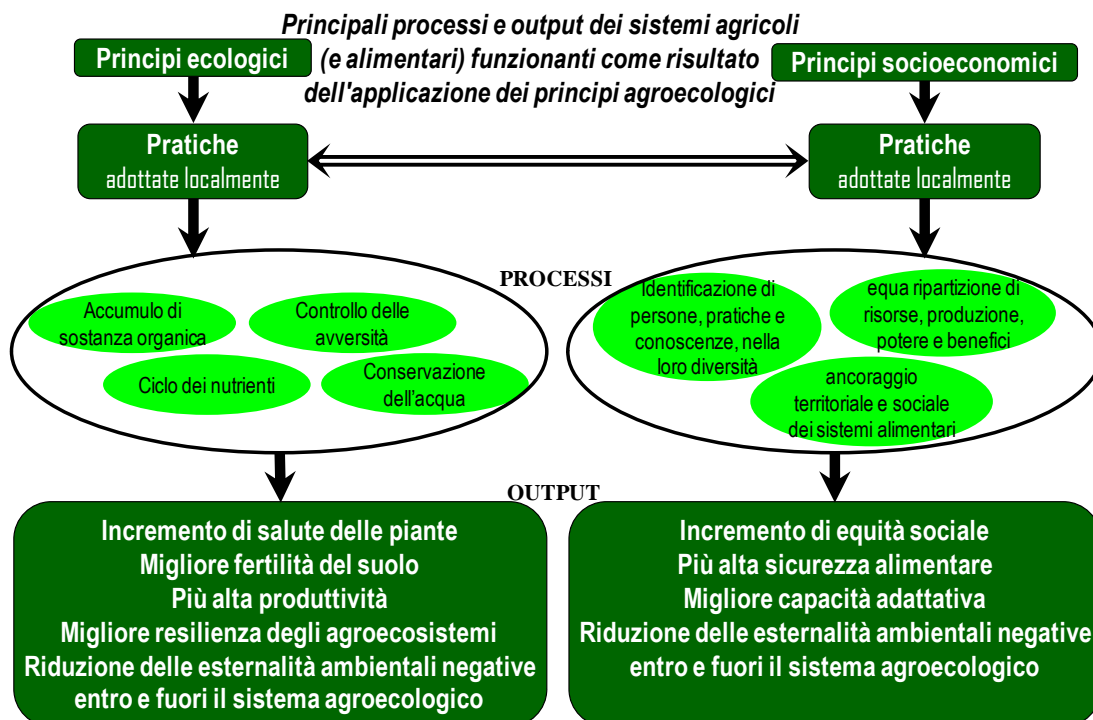 Principali processi e output dei sistemi agricoli
(e alimentari) funzionanti come risultato
dell'applicazione dei principi agroecologici
Principi ecologici
Principi socioeconomici
Pratiche
adottate localmente
Pratiche
adottate localmente
PROCESSI
Accumulo di
sostanza organica
Controllo delle
avversità
Ciclo dei nutrienti
Conservazione
dell'acqua
Identificazione di
persone, pratiche e
conoscenze, nella
loro diversità
equa ripartizione di
risorse, produzione,
potere e benefici
ancoraggio
territoriale e sociale
dei sistemi alimentari
OUTPUT
Incremento di salute delle piante
Migliore fertilità del suolo
Più alta produttività
Migliore resilienza degli agroecosistemi
Riduzione delle esternalità ambientali negative
entro e fuori il sistema agroecologico
Incremento di equità sociale
Più alta sicurezza alimentare
Migliore capacità adattativa
Riduzione delle esternalità ambientali negative
entro e fuori il sistema agroecologico